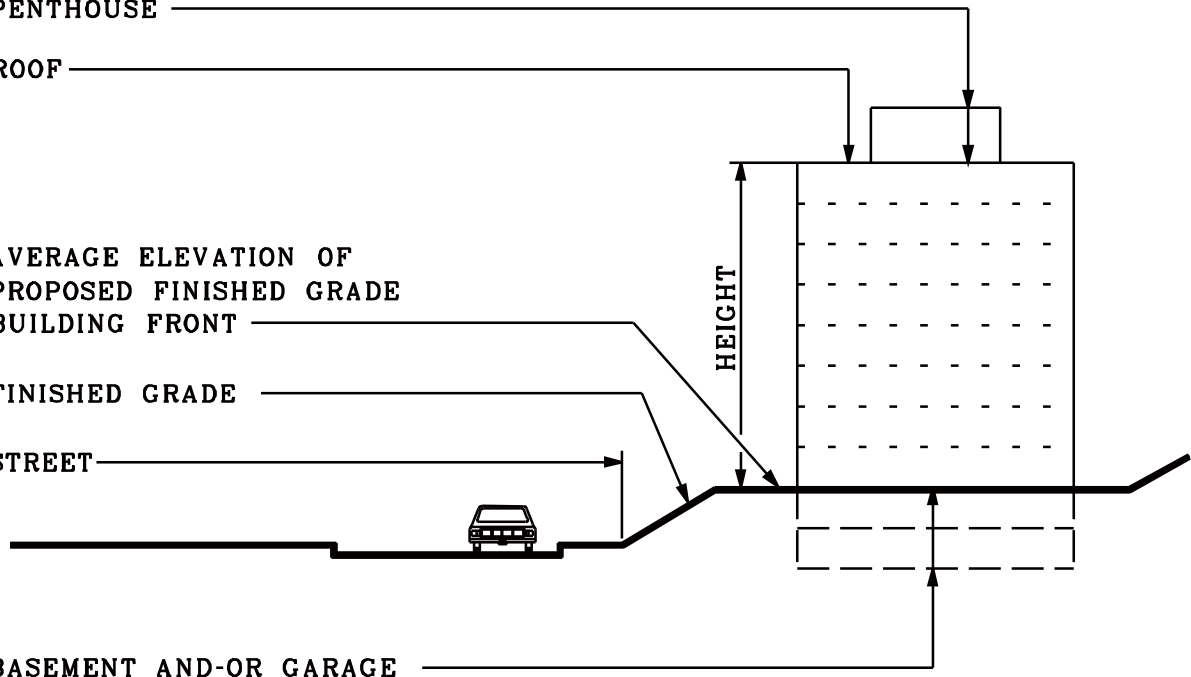 PENTHOUSE
ROOF
AVERAGE ELEVATION OF
PROPOSED FINISHED GRADE
BUILDING FRONT
HEIGHT
FINISHED GRADE
STREET
BASEMENT AND-OR GARAGE